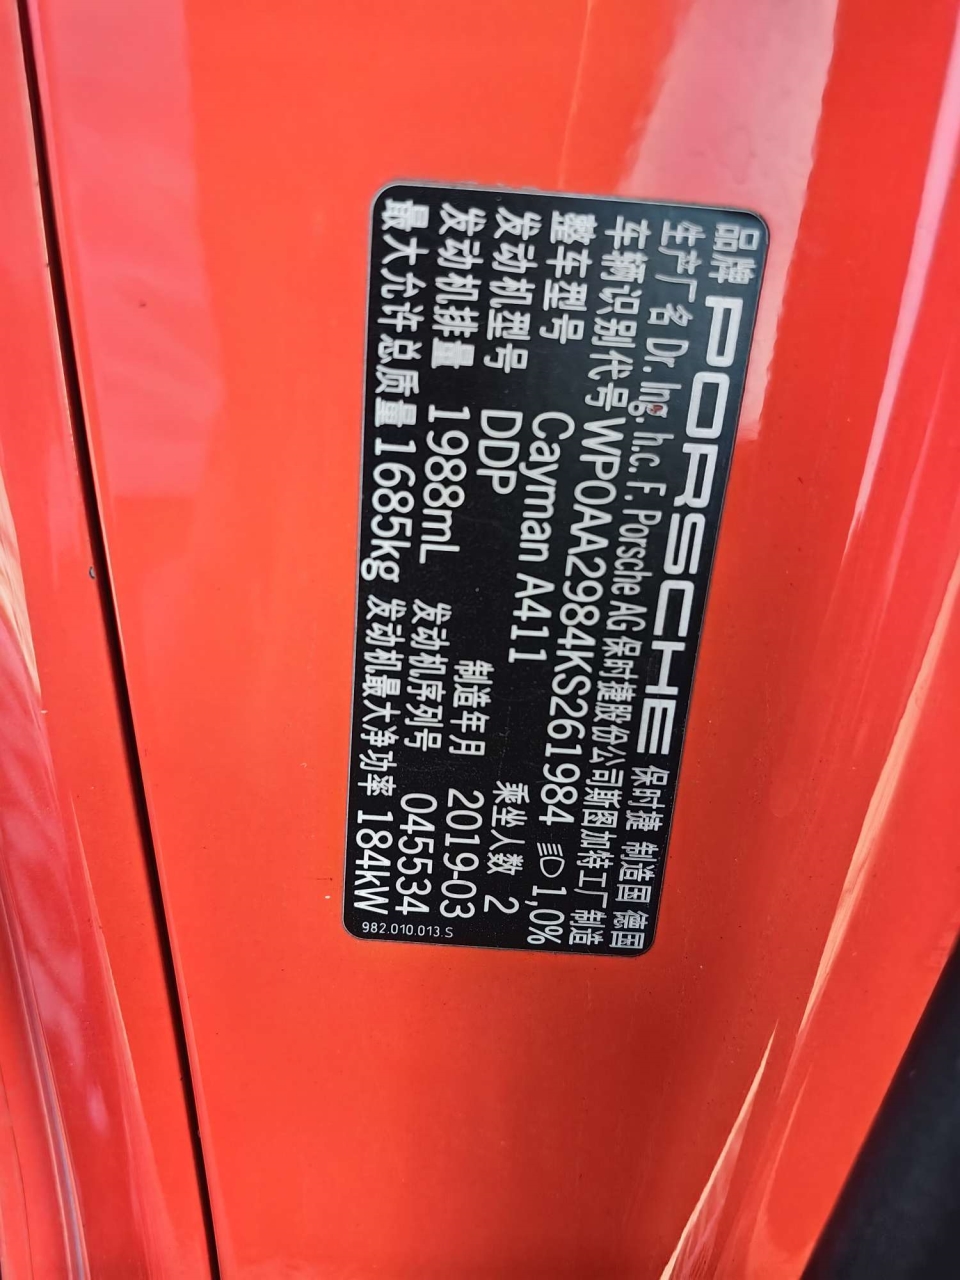 品牌 PORSCHE 保时捷 制造国 德国
生产厂名 Dr. Ing. h.c. F. Porsche AG 保时捷股份公司斯图加特工厂 制造
车辆识别代号 WP0AA2984KS261984 1,0%
整车型号 Cayman A411 乘坐人数 2
发动机型号 DDP 制造年月 2019-03
发动机排量 1988mL 发动机序列号 045534
最大允许总质量 1685kg 发动机最大净功率 184kW
982.010.013.S